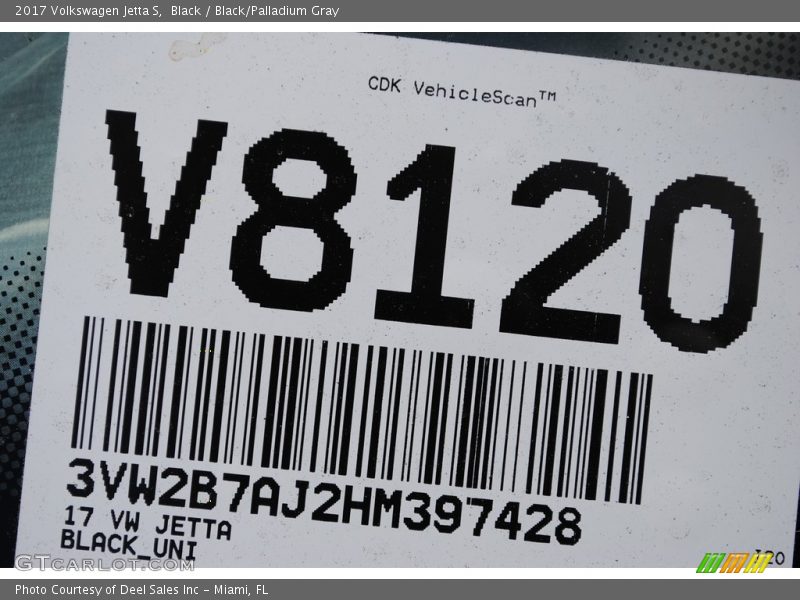 2017 Volkswagen Jetta S,  Black / Black/Palladium Gray
CDK VehicleScan™
V8120
3VW2B7AJ2HM397428
17 VW JETTA
BLACK_UNI
GTCarLot.com
Photo Courtesy of Deel Sales Inc - Miami, FL